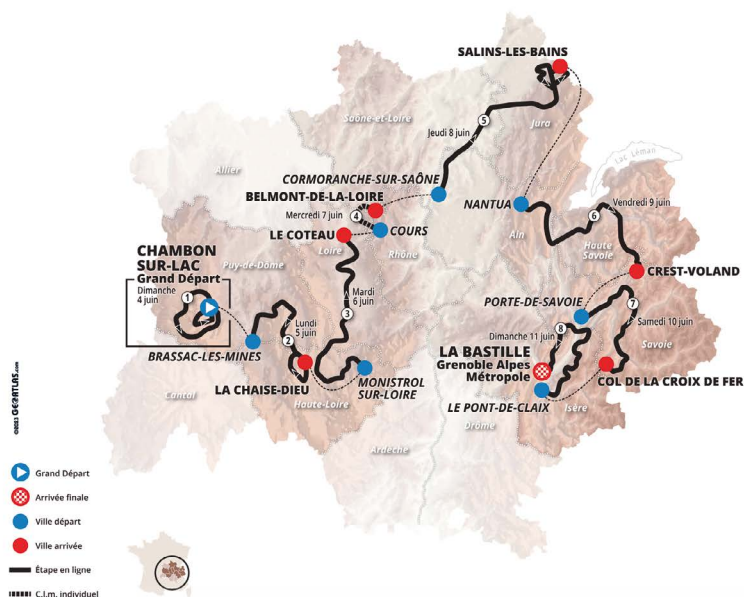 SALINS-LES-BAINS
Saône-et-Loire
Jura
5
Jeudi 8 juin
Lac Léman
Allier
CORMORANCHE-SUR-SAÔNE
BELMONT-DE-LA-LOIRE
Mercredi 7 juin
4
NANTUA
Vendredi 9 juin
6
LE COTEAU
COURS
Ain
Haute
Savoie
CHAMBON
SUR-LAC
Grand Départ
Dimanche
4 juin
1
Puy-de-Dôme
Loire
Rhône
CREST-VOLAND
Mardi
6 juin
3
PORTE-DE-SAVOIE
7
Samedi 10 juin
Lundi
5 juin
2
Dimanche 11 juin
8
BRASSAC-LES-MINES
LA BASTILLE
Grenoble Alpes
Métropole
Savoie
LA CHAISE-DIEU
MONISTROL
SUR-LOIRE
COL DE LA CROIX DE FER
Cantal
Haute-Loire
LE PONT-DE-CLAIX
Isère
Drôme
Ardèche
©2023 GEOATLAS.com
Grand Départ
Arrivée finale
Ville départ
Ville arrivée
Étape en ligne
C.l.m. individuel